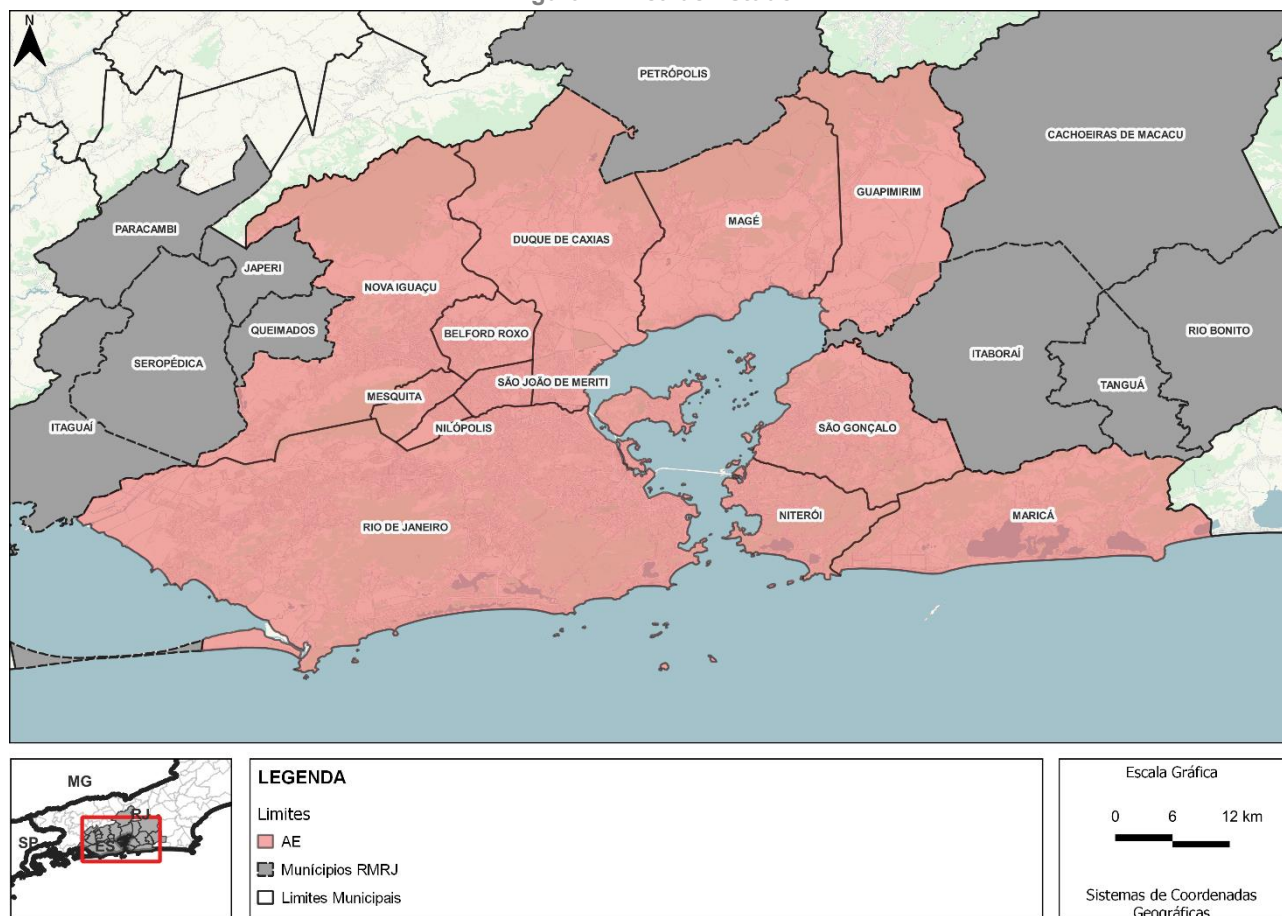 N
PETRÓPOLIS
CACHOEIRAS DE MACACU
GUAPIMIRIM
PARACAMBI
MAGÉ
DUQUE DE CAXIAS
JAPERI
NOVA IGUAÇU
QUEIMADOS
BELFORD ROXO
RIO BONITO
SEROPÉDICA
ITABORAÍ
SÃO JOÃO DE MERITI
TANGUÁ
MESQUITA
ITAGUAÍ
NILÓPOLIS
SÃO GONÇALO
NITERÓI
MARICÁ
RIO DE JANEIRO
MG
RJ
SP
ES
LEGENDA
Limites
AE
Munícipios RMRJ
Limites Municipais
Escala Gráfica
0 6 12 km
Sistemas de Coordenadas
Geográficas